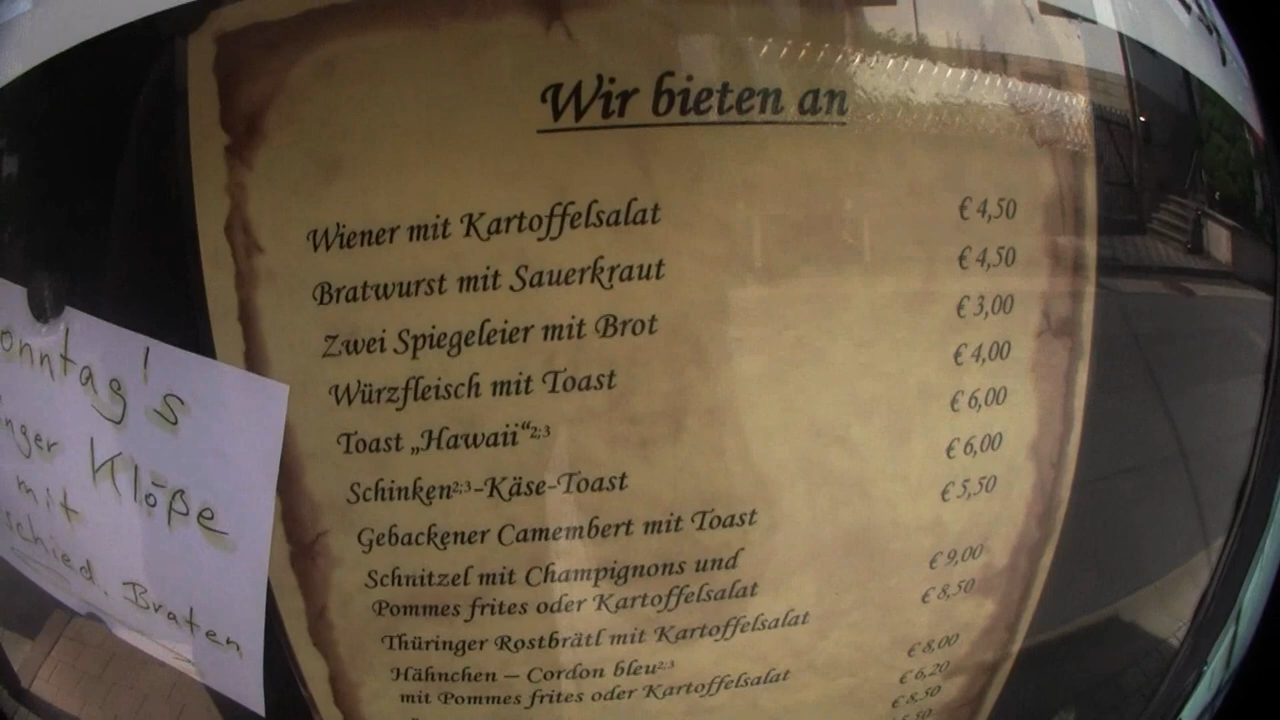 Wir bieten an
Wiener mit Kartoffelsalat € 4,50
Bratwurst mit Sauerkraut € 4,50
Zwei Spiegeleier mit Brot € 3,00
Würzfleisch mit Toast € 4,00
Toast „Hawaii“2;3 € 6,00
Schinken2;3-Käse-Toast € 6,00
Gebackener Camembert mit Toast € 5,50
Schnitzel mit Champignons und
Pommes frites oder Kartoffelsalat € 9,00
Thüringer Rostbrätl mit Kartoffelsalat € 8,50
Hähnchen – Cordon bleu2;3
mit Pommes frites oder Kartoffelsalat € 8,00
€ 6,20
€ 8,50
onntag's
nger Klöße
mit
schied. Braten